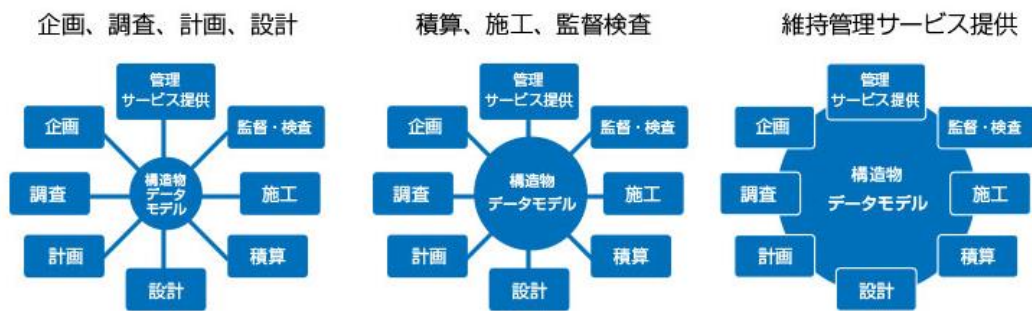 企画、調査、計画、設計
管理
サービス提供
企画
監督・検査
調査
構造物
データ
モデル
施工
計画
積算
設計
積算、施工、監督検査
管理
サービス提供
企画
監督・検査
調査
構造物
データモデル
施工
計画
積算
設計
維持管理サービス提供
管理
サービス提供
企画
監督・検査
調査
構造物
データモデル
施工
計画
積算
設計